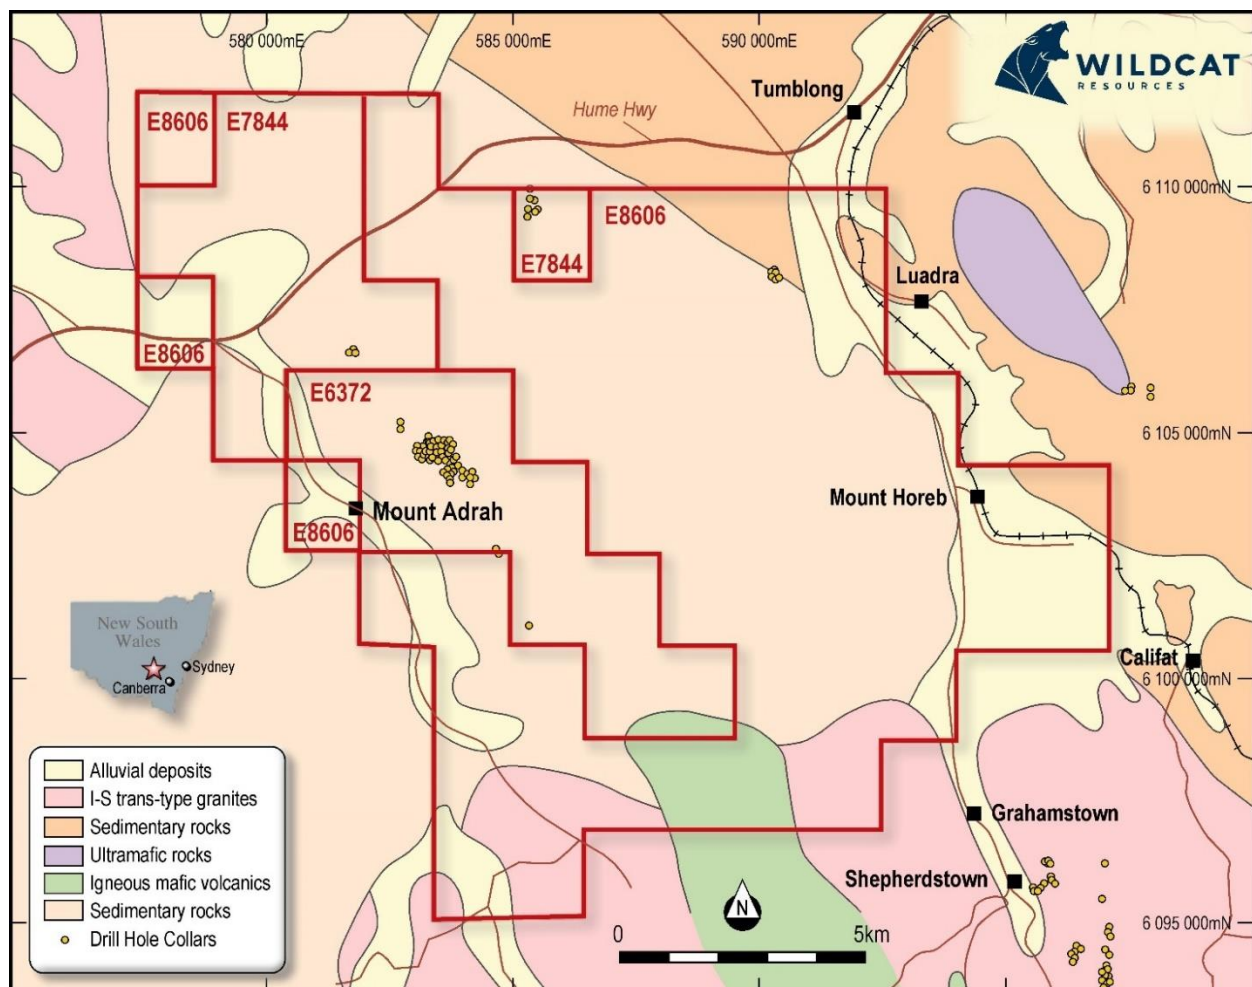 580 000mE
585 000mE
590 000mE
WILDCAT
RESOURCES
Tumblong
Hume Hwy
E8606
E7844
6 110 000mN
E8606
E7844
Luadra
E8606
E6372
6 105 000mN
Mount Horeb
Mount Adrah
E8606
New South
Wales
Sydney
Canberra
Califat
6 100 000mN
Alluvial deposits
I-S trans-type granites
Sedimentary rocks
Ultramafic rocks
Igneous mafic volcanics
Sedimentary rocks
Drill Hole Collars
Grahamstown
Shepherdstown
N
0
5km
6 095 000mN